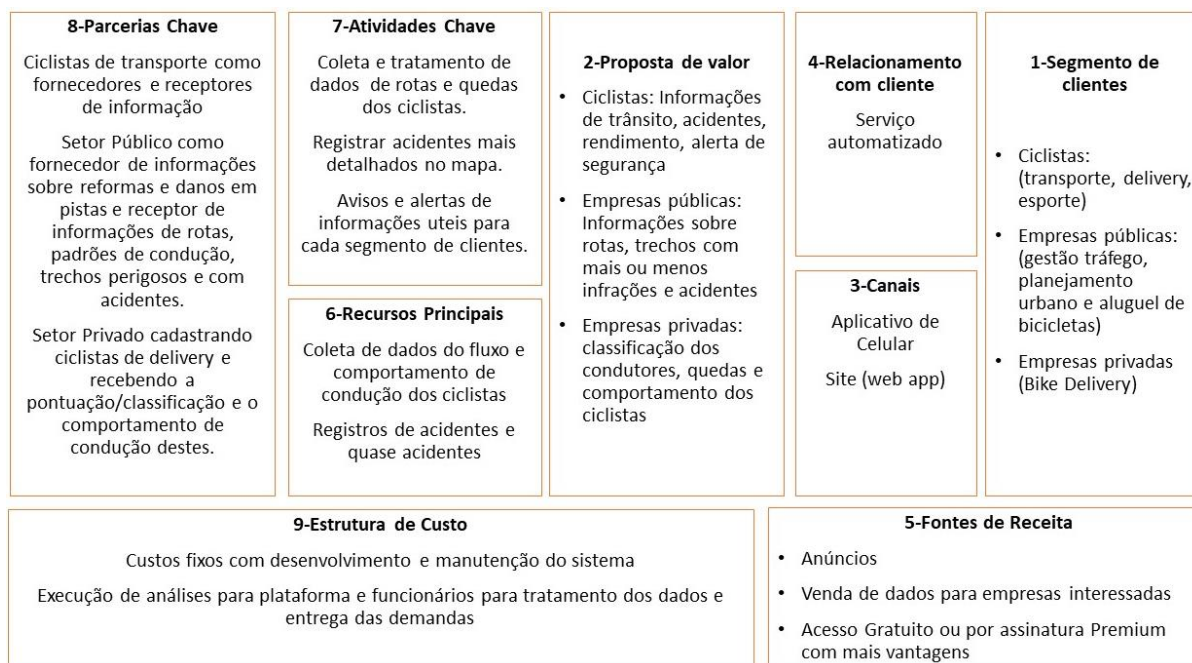 8-Parcerias Chave
Ciclistas de transporte como
fornecedores e receptores
de informação
Setor Público como
fornecedor de informações
sobre reformas e danos em
pistas e receptor de
informações de rotas,
padrões de condução,
trechos perigosos e com
acidentes.
Setor Privado cadastrando
ciclistas de delivery e
recebendo a
pontuação/classificação e o
comportamento de
condução destes.
7-Atividades Chave
Coleta e tratamento de
dados de rotas e quedas
dos ciclistas.
Registrar acidentes mais
detalhados no mapa.
Avisos e alertas de
informações uteis para
cada segmento de clientes.
6-Recursos Principais
Coleta de dados do fluxo e
comportamento de
condução dos ciclistas
Registros de acidentes e
quase acidentes
2-Proposta de valor
• Ciclistas: Informações
de trânsito, acidentes,
rendimento, alerta de
segurança
• Empresas públicas:
Informações sobre
rotas, trechos com
mais ou menos
infrações e acidentes
• Empresas privadas:
classificação dos
condutores, quedas e
comportamento dos
ciclistas
4-Relacionamento
com cliente
Serviço
automatizado
3-Canais
Aplicativo de
Celular
Site (web app)
1-Segmento de
clientes
• Ciclistas:
(transporte, delivery,
esporte)
• Empresas públicas:
(gestão tráfego,
planejamento
urbano e aluguel de
bicicletas)
• Empresas privadas
(Bike Delivery)
9-Estrutura de Custo
Custos fixos com desenvolvimento e manutenção do sistema
Execução de análises para plataforma e funcionários para tratamento dos dados e
entrega das demandas
5-Fontes de Receita
• Anúncios
• Venda de dados para empresas interessadas
• Acesso Gratuito ou por assinatura Premium
com mais vantagens